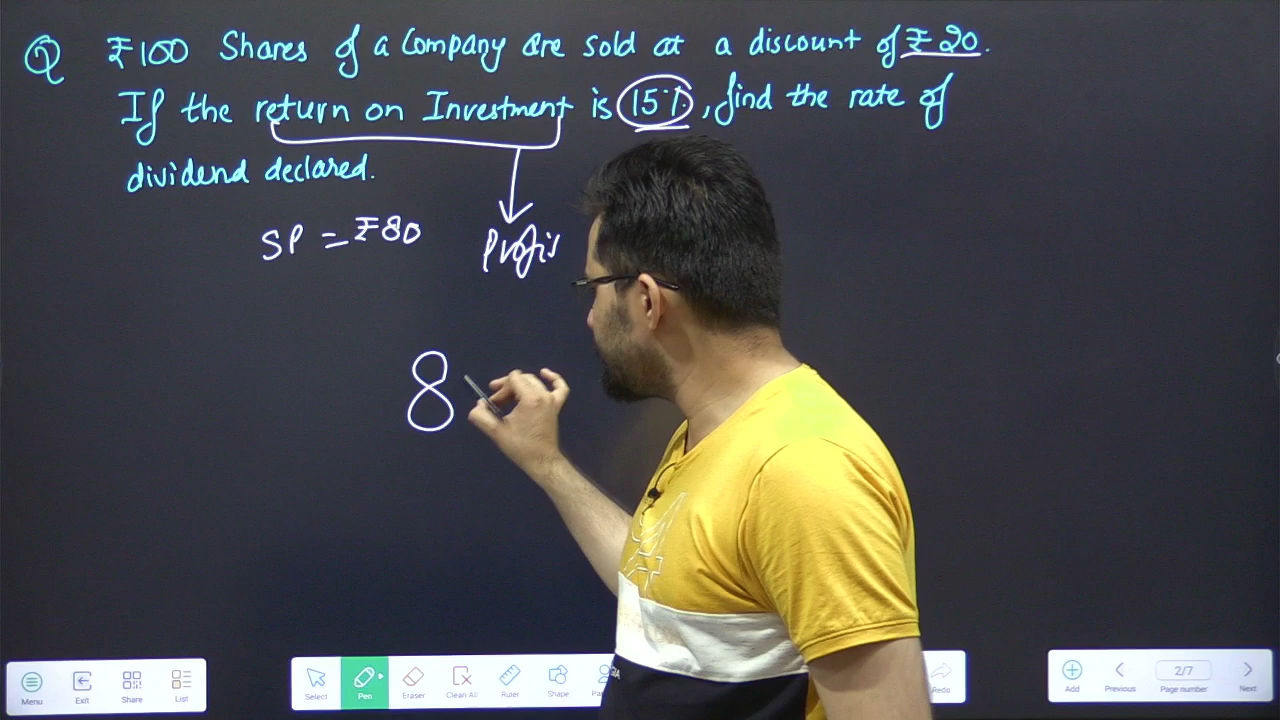 Q ₹100 Shares of a Company are sold at a discount of ₹20.
If the return on Investment is 15%, find the rate of
dividend declared.
SP = ₹80
Profi
8
Menu
Exit
Share
List
Select
Pen
Eraser
Clean All
Ruler
Shape
Redo
Add
Previous
2/7
Page number
Next